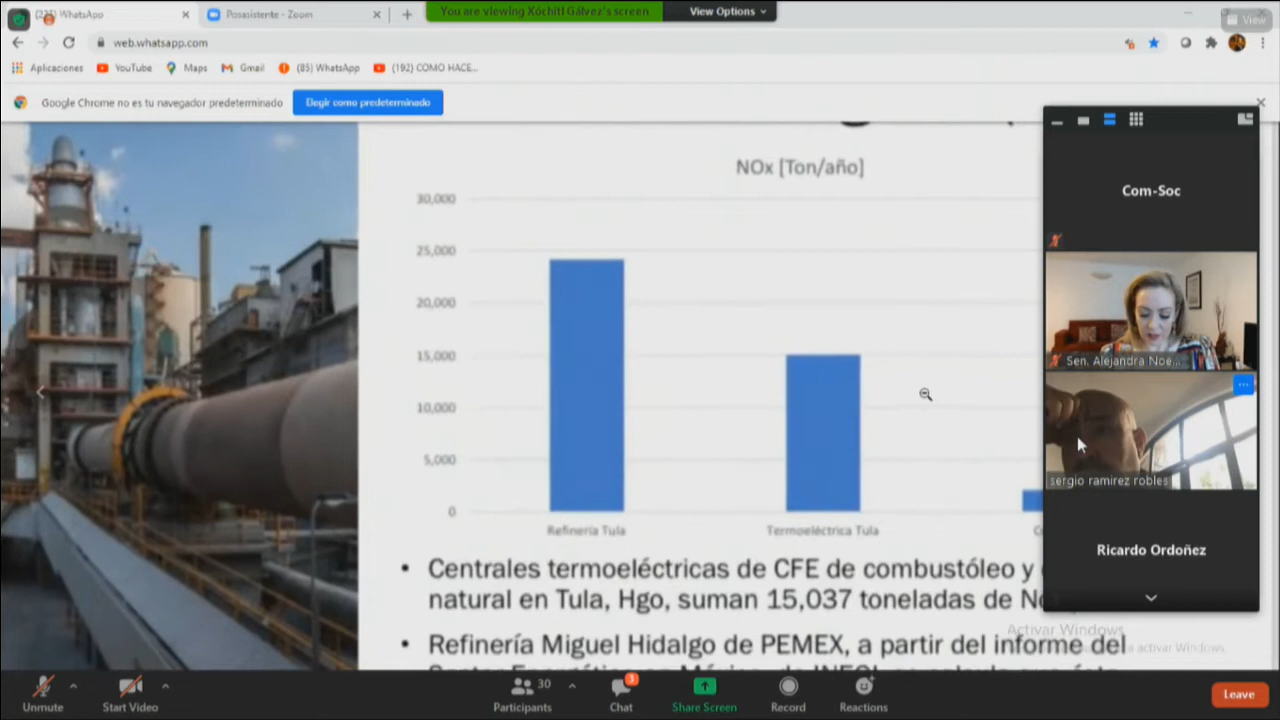 WhatsApp
Posasistente - Zoom
You are viewing Xóchitl Gálvez's screen
View Options
View
web.whatsapp.com
Aplicaciones
YouTube
Maps
Gmail
(85) WhatsApp
(192) COMO HACE...
Google Chrome no es tu navegador predeterminado
Elegir como predeterminado
NOx [Ton/año]
30,000
25,000
20,000
15,000
10,000
5,000
0
Refinería Tula
Termoeléctrica Tula
Com-Soc
Sen. Alejandra Noe...
sergio ramirez robles
Ricardo Ordoñez
• Centrales termoeléctricas de CFE de combustóleo y
natural en Tula, Hgo, suman 15,037 toneladas de
• Refinería Miguel Hidalgo de PEMEX, a partir del informe del
Activar Windows
activar Windows.
Unmute
Start Video
30
Participants
3
Chat
Share Screen
Record
Reactions
Leave